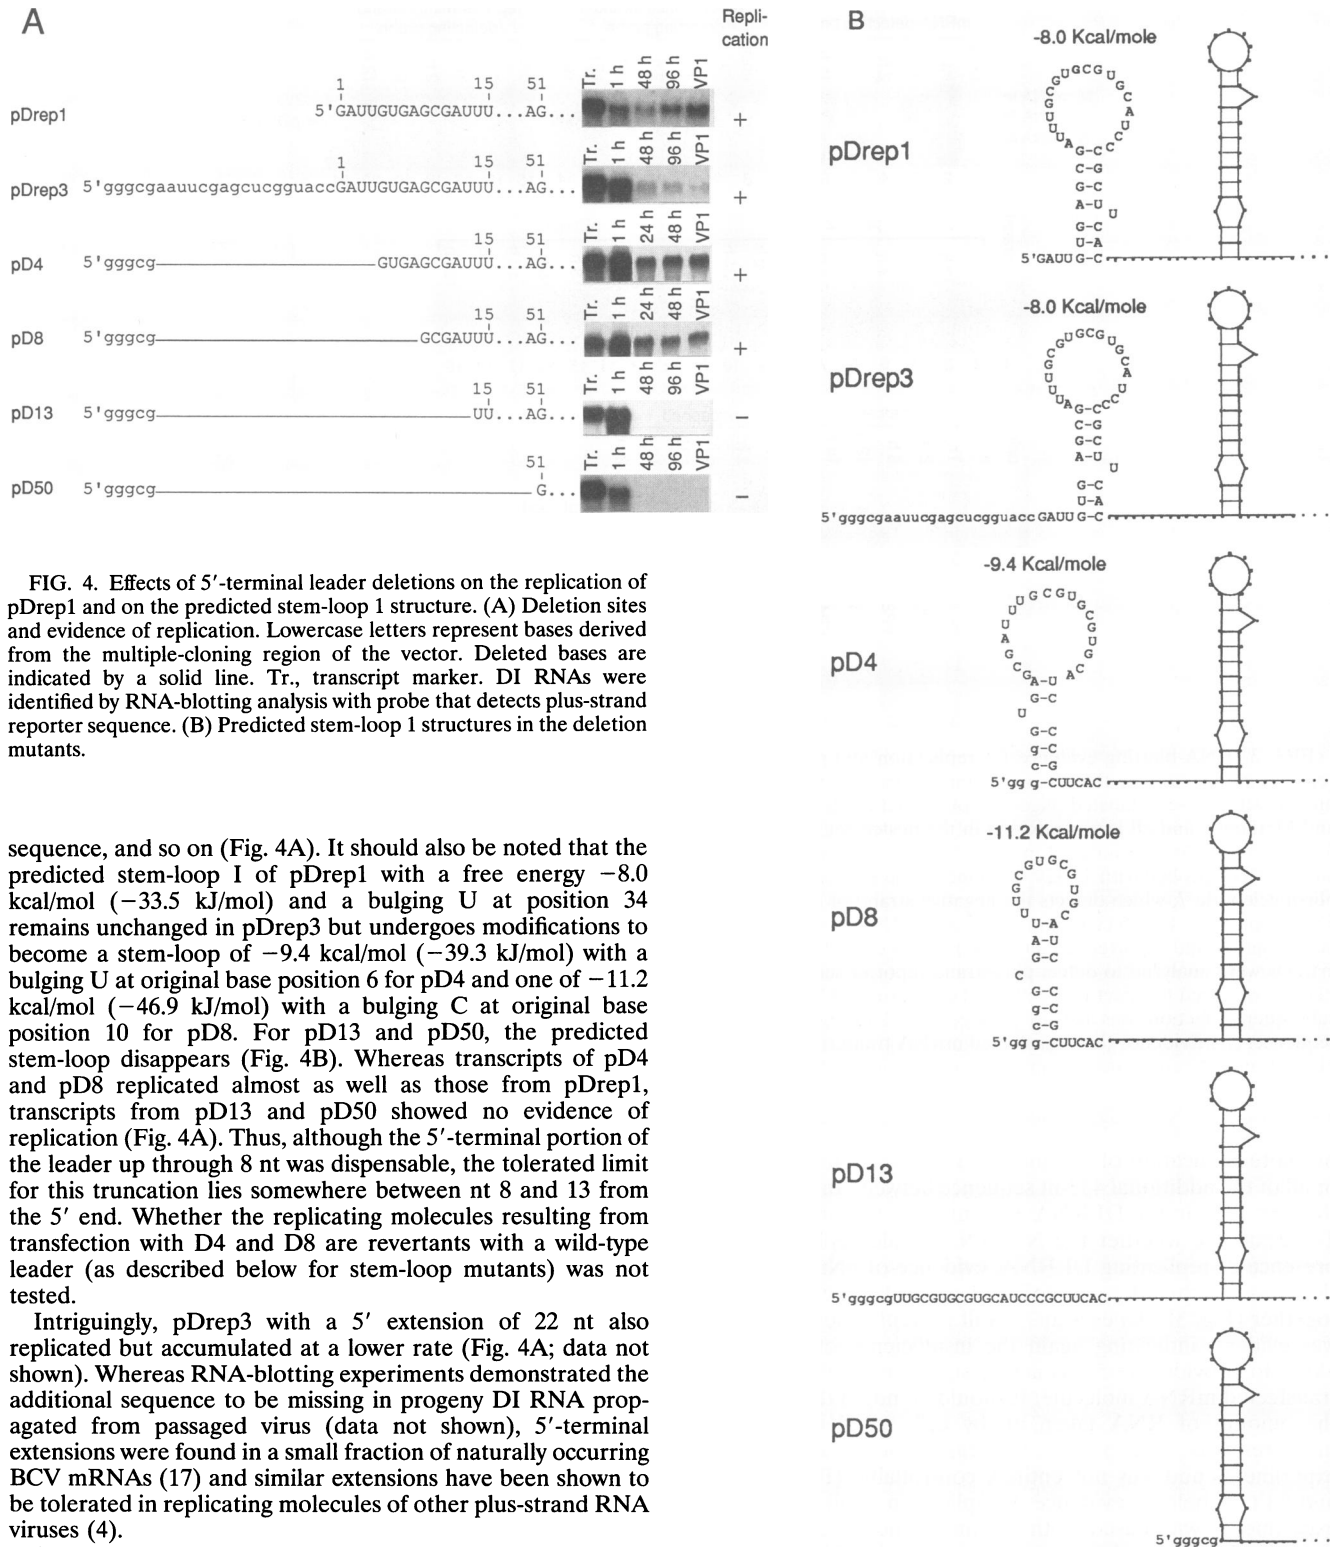 A
Repli-
cation
Tr. 1 h 48 h 96 h VP1
1 15 51
pDrep1 5'GAUUGUGAGCGAUUU...AG... +
Tr. 1 h 48 h 96 h VP1
1 15 51
pDrep3 5'gggcgaauucgagcucgguaccGAUUGUGAGCGAUUU...AG... +
Tr. 1 h 24 h 48 h VP1
15 51
pD4 5'gggcg GUGAGCGAUUU...AG... +
Tr. 1 h 24 h 48 h VP1
15 51
pD8 5'gggcg GCGAUUU...AG... +
Tr. 1 h 48 h 96 h VP1
15 51
pD13 5'gggcg UU...AG... −
Tr. 1 h 48 h 96 h VP1
51
pD50 5'gggcg G... −
FIG. 4. Effects of 5′-terminal leader deletions on the replication of
pDrep1 and on the predicted stem-loop 1 structure. (A) Deletion sites
and evidence of replication. Lowercase letters represent bases derived
from the multiple-cloning region of the vector. Deleted bases are
indicated by a solid line. Tr., transcript marker. DI RNAs were
identified by RNA-blotting analysis with probe that detects plus-strand
reporter sequence. (B) Predicted stem-loop 1 structures in the deletion
mutants.
sequence, and so on (Fig. 4A). It should also be noted that the
predicted stem-loop I of pDrep1 with a free energy −8.0
kcal/mol (−33.5 kJ/mol) and a bulging U at position 34
remains unchanged in pDrep3 but undergoes modifications to
become a stem-loop of −9.4 kcal/mol (−39.3 kJ/mol) with a
bulging U at original base position 6 for pD4 and one of −11.2
kcal/mol (−46.9 kJ/mol) with a bulging C at original base
position 10 for pD8. For pD13 and pD50, the predicted
stem-loop disappears (Fig. 4B). Whereas transcripts of pD4
and pD8 replicated almost as well as those from pDrep1,
transcripts from pD13 and pD50 showed no evidence of
replication (Fig. 4A). Thus, although the 5′-terminal portion of
the leader up through 8 nt was dispensable, the tolerated limit
for this truncation lies somewhere between nt 8 and 13 from
the 5′ end. Whether the replicating molecules resulting from
transfection with D4 and D8 are revertants with a wild-type
leader (as described below for stem-loop mutants) was not
tested.
Intriguingly, pDrep3 with a 5′ extension of 22 nt also
replicated but accumulated at a lower rate (Fig. 4A; data not
shown). Whereas RNA-blotting experiments demonstrated the
additional sequence to be missing in progeny DI RNA prop-
agated from passaged virus (data not shown), 5′-terminal
extensions were found in a small fraction of naturally occurring
BCV mRNAs (17) and similar extensions have been shown to
be tolerated in replicating molecules of other plus-strand RNA
viruses (4).
B
-8.0 Kcal/mole
pDrep1
G-C
C-G
G-C
A-U
U
G-C
U-A
5'GAUU G-C
-8.0 Kcal/mole
pDrep3
G-C
C-G
G-C
A-U
U
G-C
U-A
5'gggcgaauucgagcucgguacc GAUU G-C
-9.4 Kcal/mole
pD4
A-U
G-C
U
G-C
g-C
c-G
5'gg g-CUUCAC
-11.2 Kcal/mole
pD8
U-A
A-U
G-C
C
G-C
g-C
c-G
5'gg g-CUUCAC
pD13
5'gggcgUUGCGUGCGUGCAUCCCGCUUCAC
pD50
5'gggcg